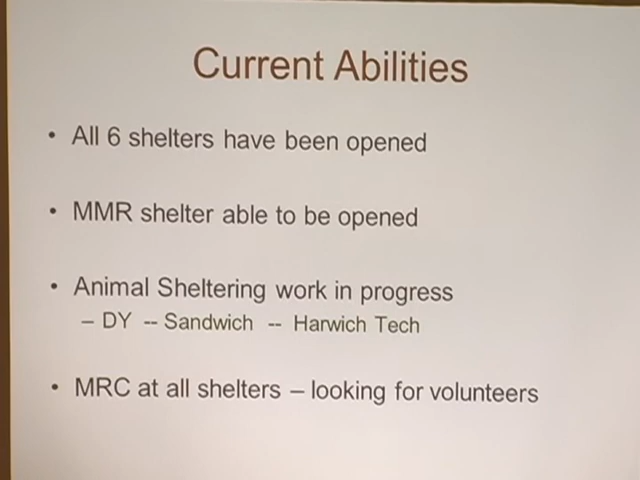 Current Abilities
• All 6 shelters have been opened
• MMR shelter able to be opened
• Animal Sheltering work in progress
– DY -- Sandwich -- Harwich Tech
• MRC at all shelters – looking for volunteers